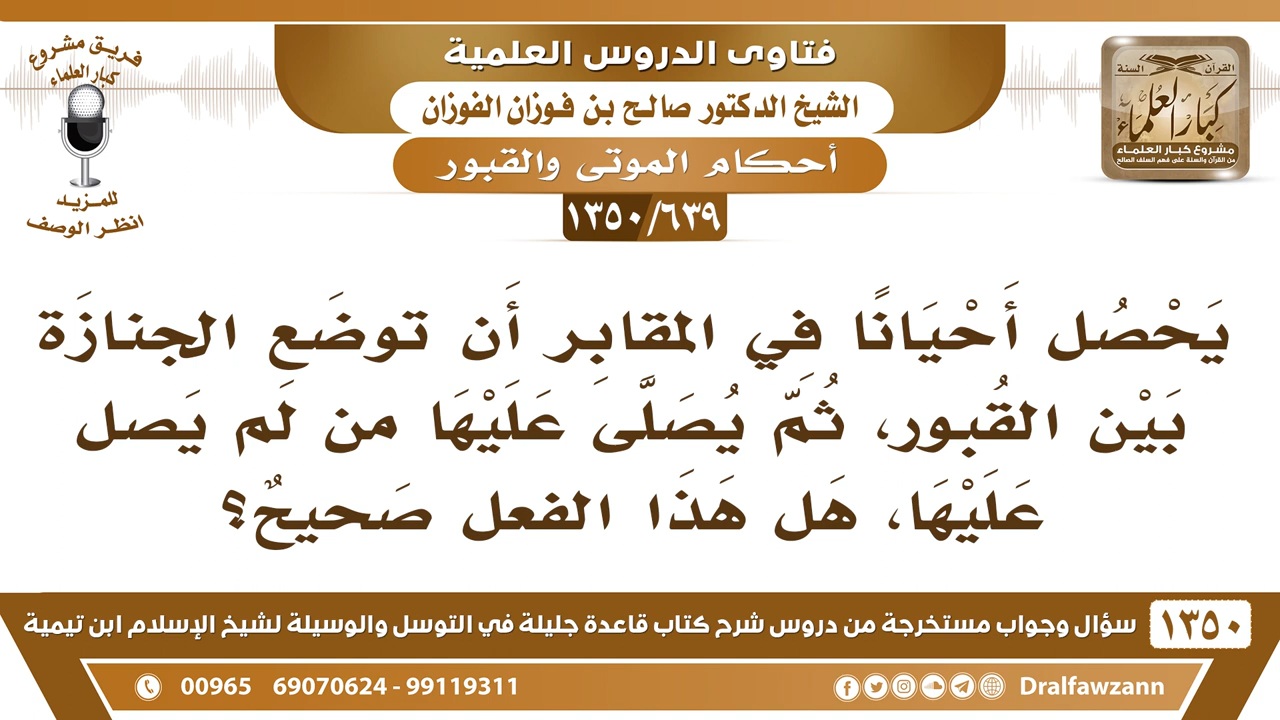 فريق مشروع
كبار العلماء
للمزيد
انظر الوصف
فتاوى الدروس العلمية
الشيخ الدكتور صالح بن فوزان الفوزان
أحكام الموتى والقبور
١٣٥٠/٦٣٩
القرآن السنة
كبار العلماء
مشروع كبار العلماء
من القرآن والسنة على فهم السلف الصالح
يَحْصُل أَحْيَانًا في المقابِر أَن توضَع الجنازَة
بَيْن القُبور، ثُمَّ يُصَلَّىَ عَلَيْهَا من لَم يَصل
عَلَيْهَا، هَل هَذَا الفعل صَحيحٌ؟
١٣٥٠ سؤال وجواب مستخرجة من دروس شرح كتاب قاعدة جليلة في التوسل والوسيلة لشيخ الإسلام ابن تيمية
00965 69070624 - 99119311
Dralfawzann